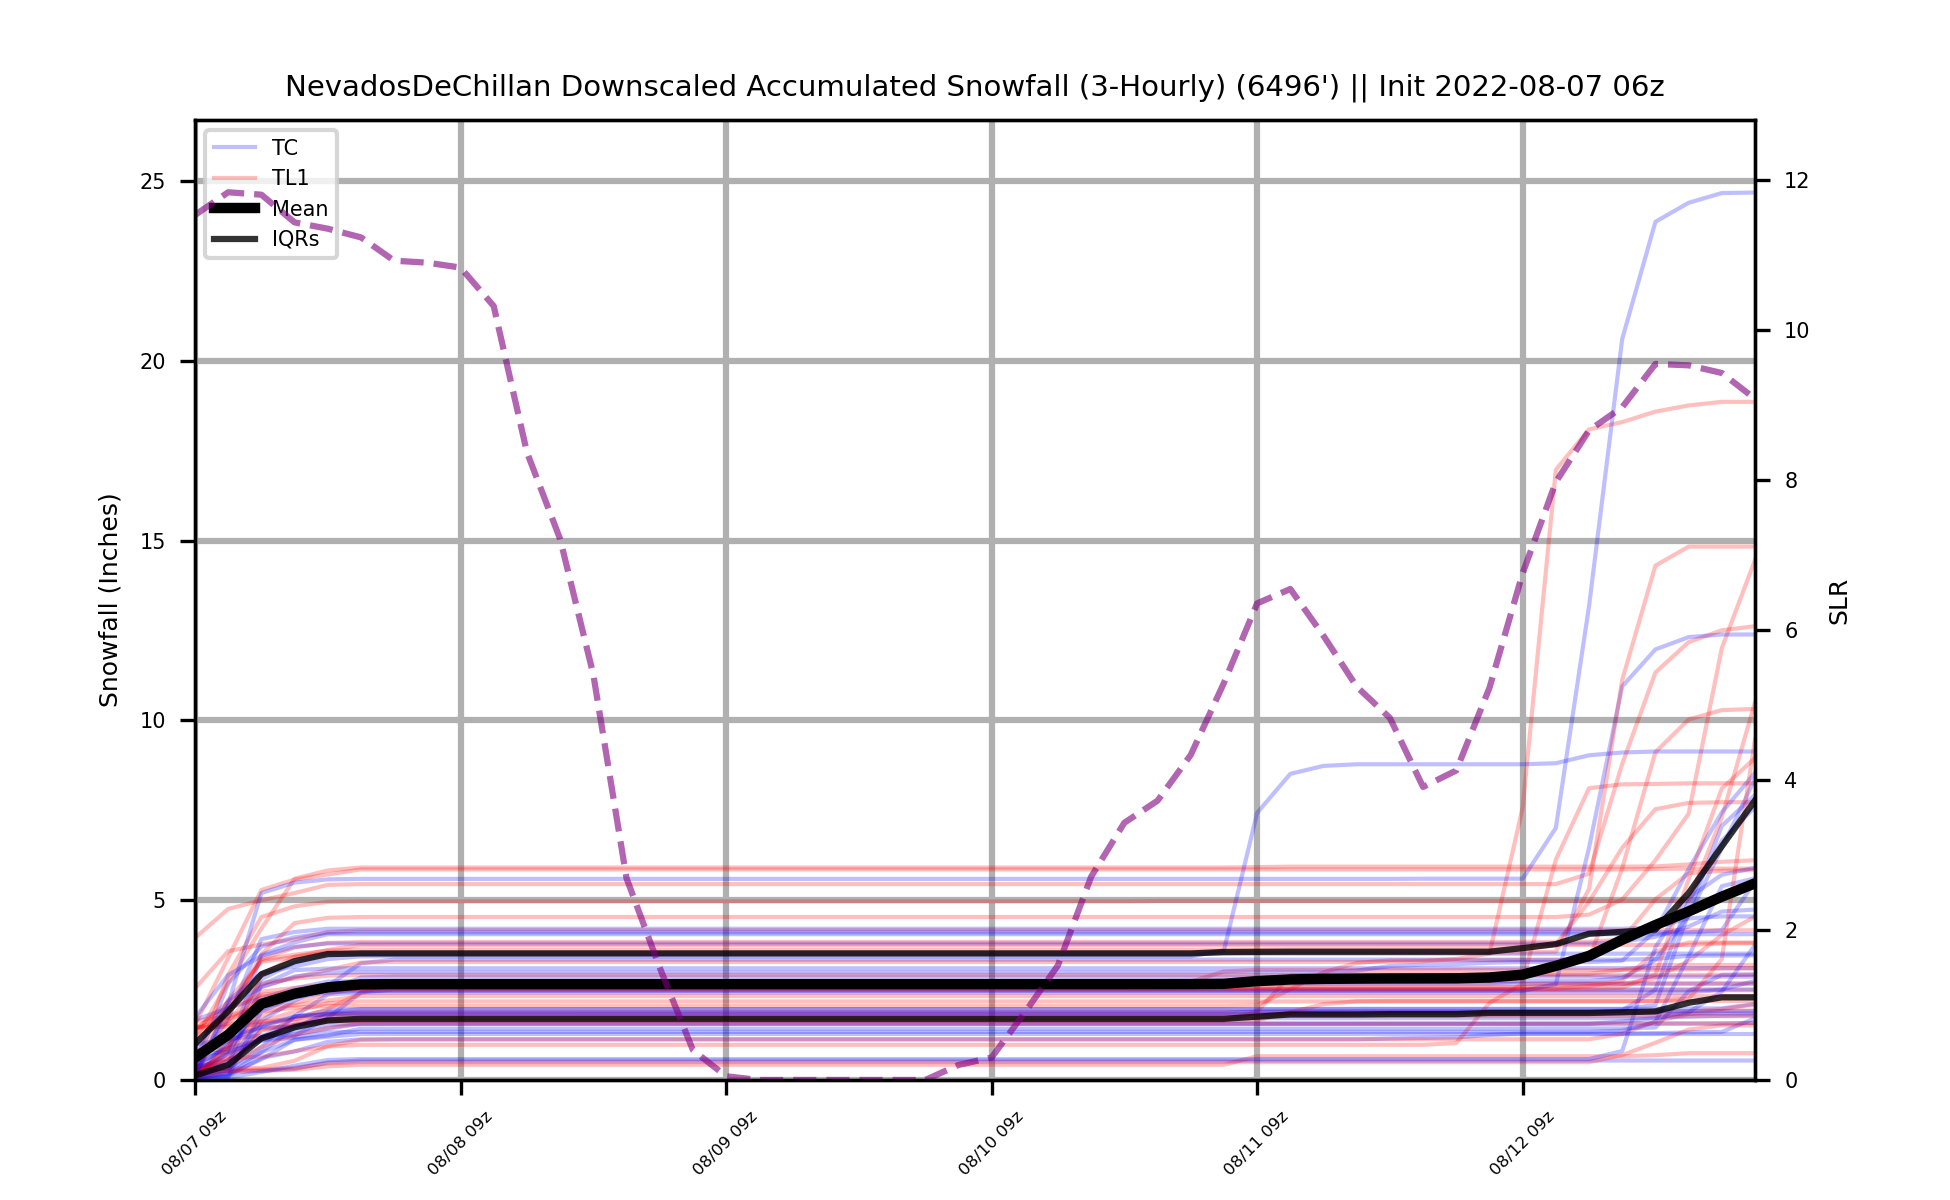 NevadosDeChillan Downscaled Accumulated Snowfall (3-Hourly) (6496') || Init 2022-08-07 06z
TC
TL1
Mean
IQRs
25
20
15
10
5
0
Snowfall (Inches)
12
10
8
6
4
2
0
SLR
08/07 09z
08/08 09z
08/09 09z
08/10 09z
08/11 09z
08/12 09z